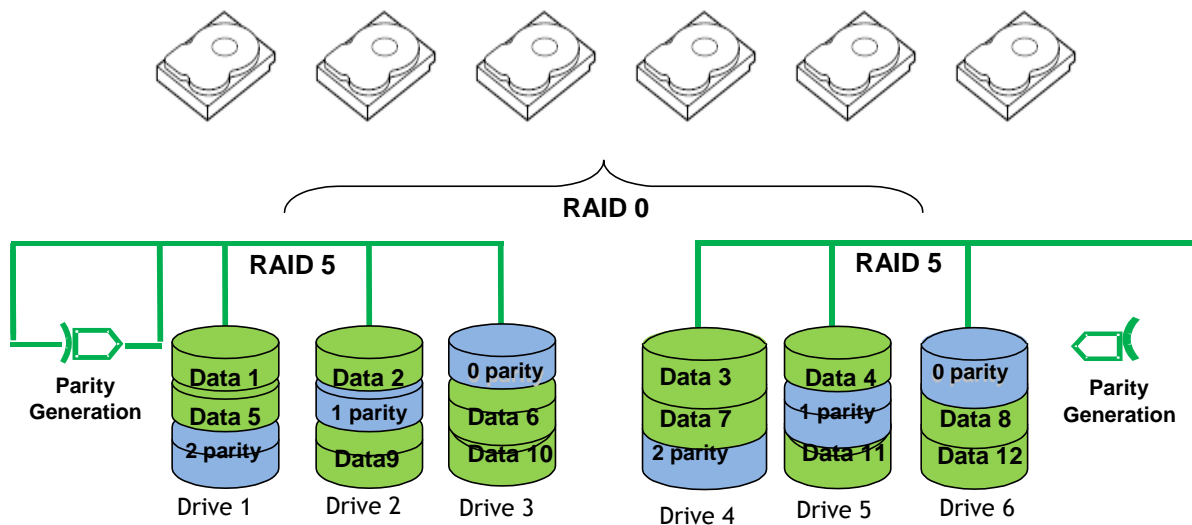 RAID 0
RAID 5
RAID 5
Parity
Generation
Data 1
Data 5
2 parity
Drive 1
Data 2
1 parity
Data9
Drive 2
0 parity
Data 6
Data 10
Drive 3
Data 3
Data 7
2 parity
Drive 4
Data 4
1 parity
Data 11
Drive 5
0 parity
Data 8
Data 12
Drive 6
Parity
Generation